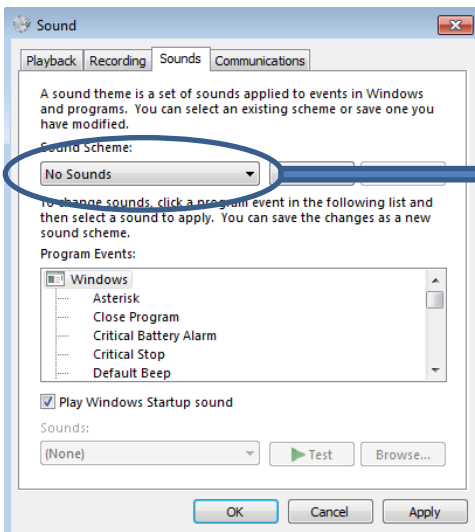 Sound
Playback Recording Sounds Communications
A sound theme is a set of sounds applied to events in Windows
and programs. You can select an existing scheme or save one you
have modified.
Sound Scheme:
No Sounds
To change sounds, click a program event in the following list and
then select a sound to apply. You can save the changes as a new
sound scheme.
Program Events:
Windows
Asterisk
Close Program
Critical Battery Alarm
Critical Stop
Default Beep
Play Windows Startup sound
Sounds:
(None) Test Browse...
OK Cancel Apply